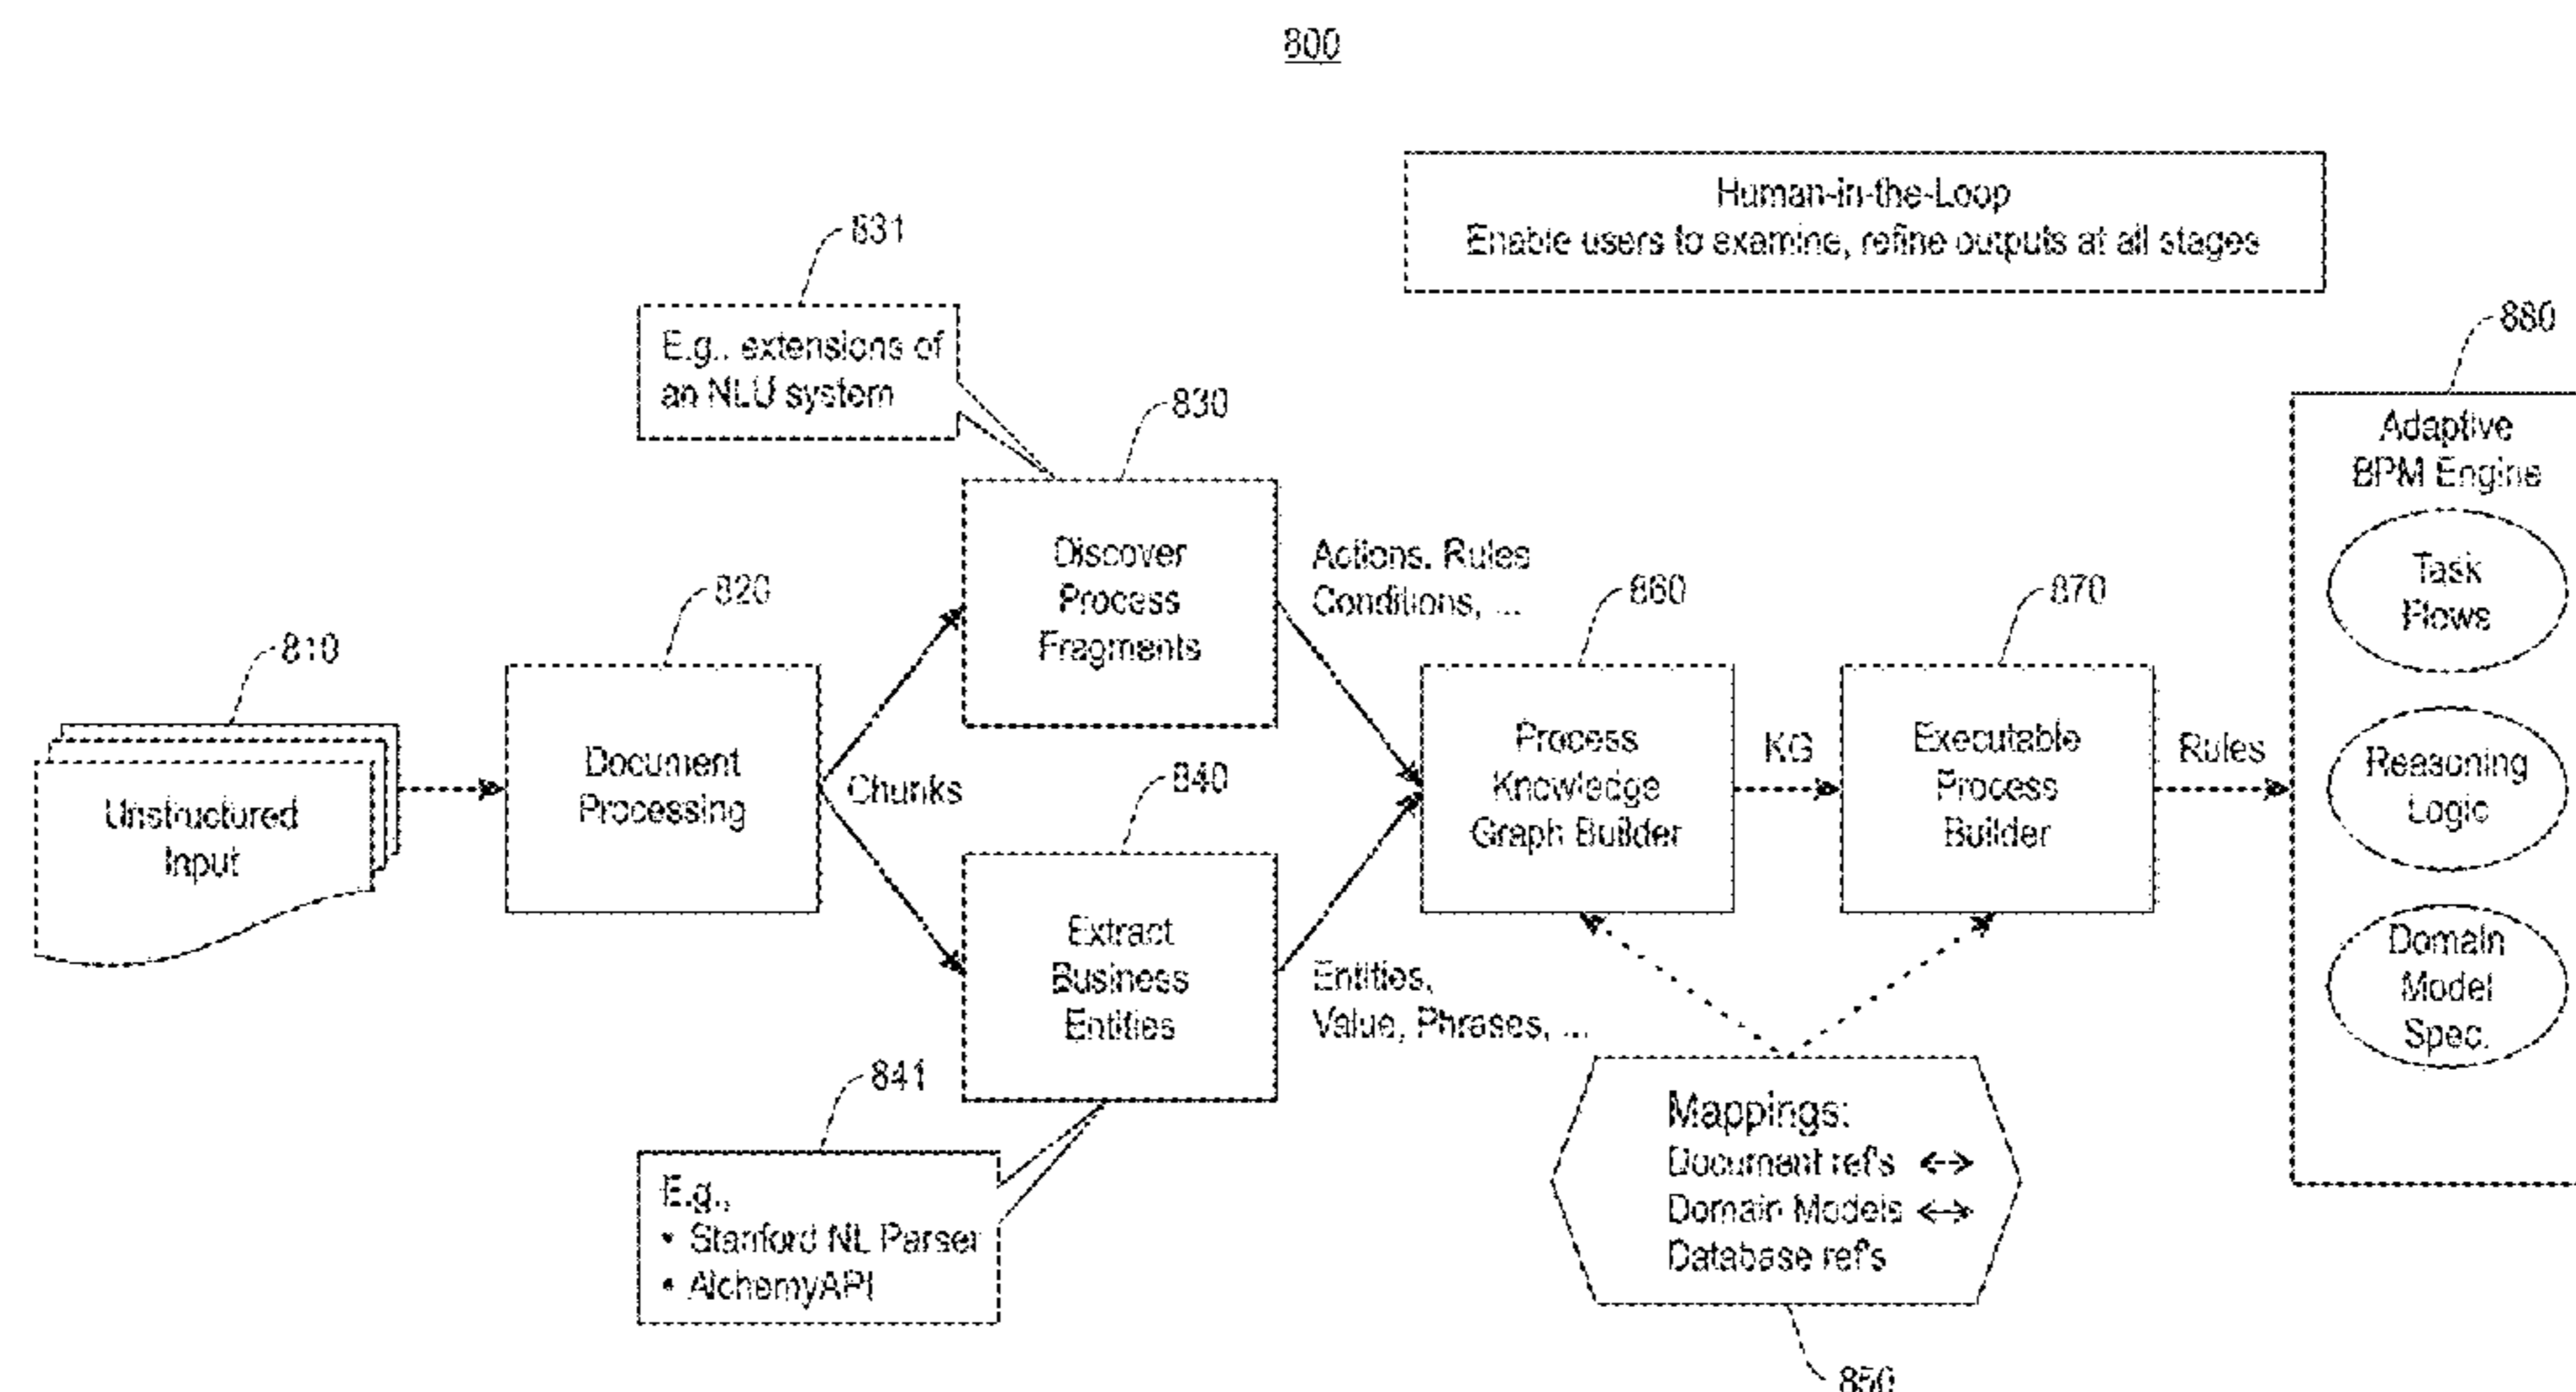 800
Human-in-the-Loop
Enable users to examine, refine outputs at all stages
831
E.g., extensions of
an NLU system
830
Discover
Process
Fragments
Actions, Rules
Conditions, ...
880
Adaptive
BPM Engine
Task
Flows
Reasoning
Logic
Domain
Model
Spec.
810
Unstructured
Input
820
Document
Processing
Chunks
840
Extract
Business
Entities
Entities,
Value, Phrases, ...
841
E.g.,
• Stanford NL Parser
• AlchemyAPI
860
Process
Knowledge
Graph Builder
KG
870
Executable
Process
Builder
Rules
Mappings:
Document ref's <->
Domain Models <->
Database ref's
850